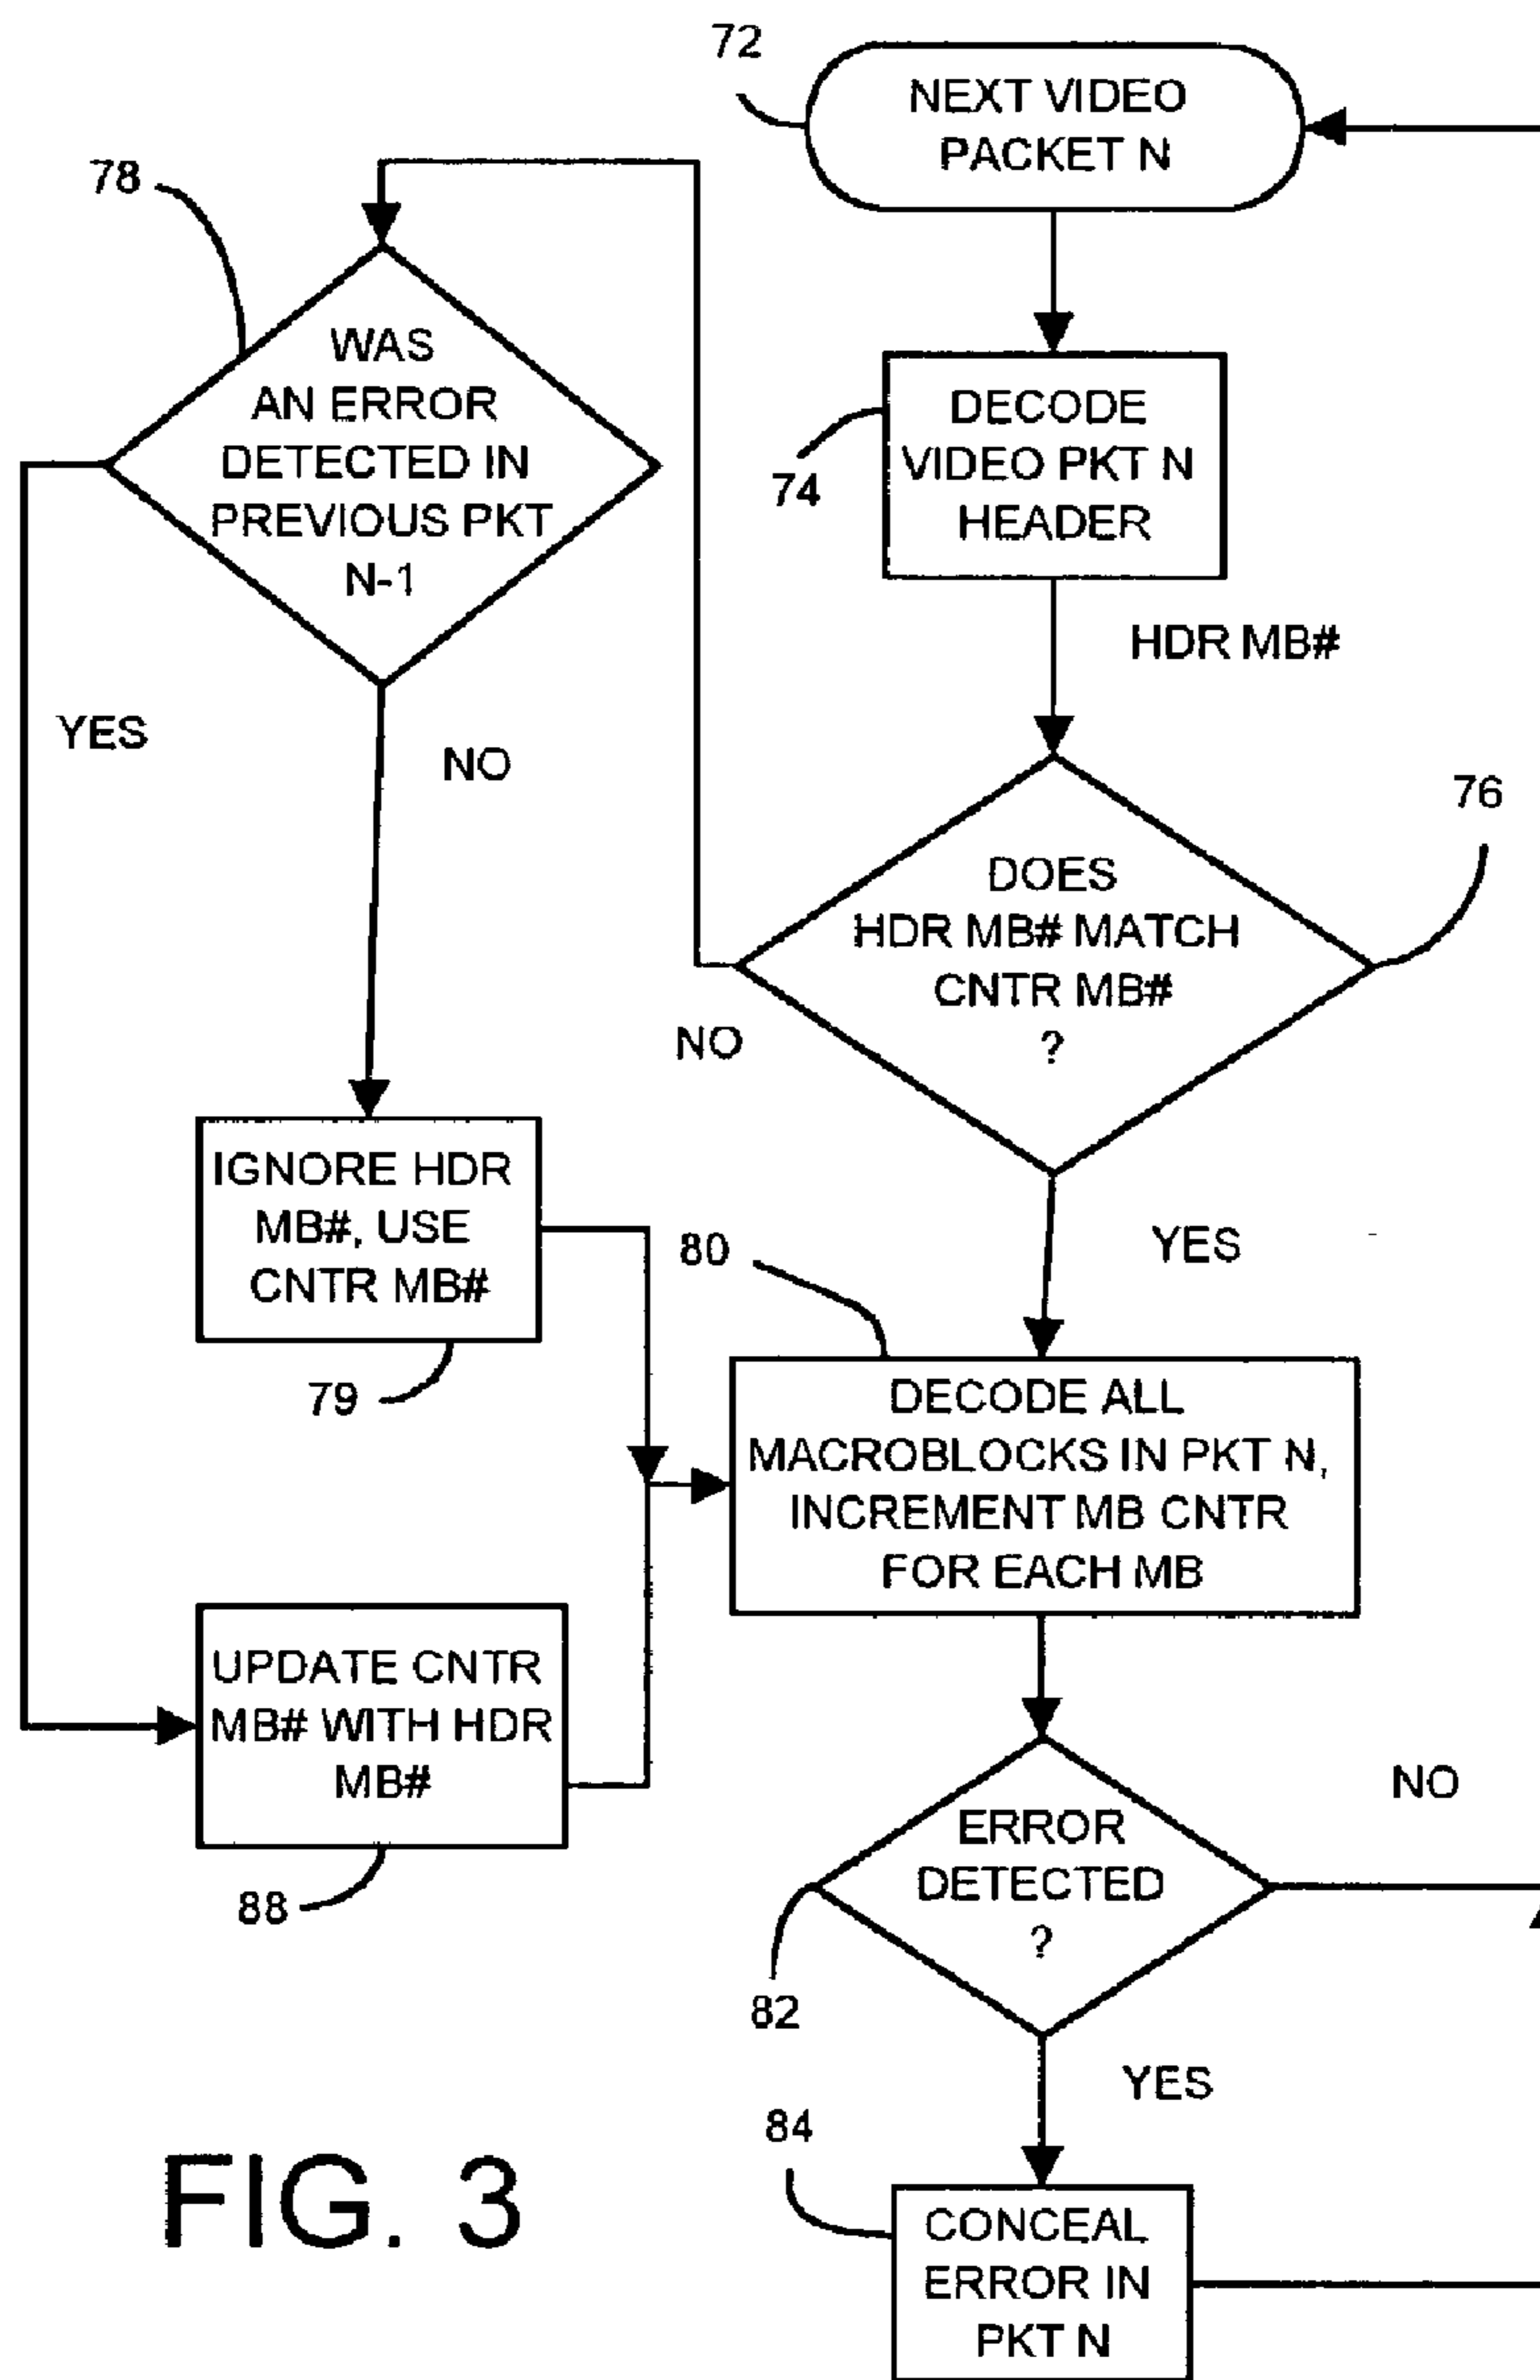 72
NEXT VIDEO
PACKET N
78
WAS
AN ERROR
DETECTED IN
PREVIOUS PKT
N-1
DECODE
VIDEO PKT N
HEADER
74
HDR MB#
YES
NO
76
DOES
HDR MB# MATCH
CNTR MB#
?
NO
YES
IGNORE HDR
MB#, USE
CNTR MB#
79
80
DECODE ALL
MACROBLOCKS IN PKT N,
INCREMENT MB CNTR
FOR EACH MB
UPDATE CNTR
MB# WITH HDR
MB#
88
NO
ERROR
DETECTED
?
82
YES
84
CONCEAL
ERROR IN
PKT N
FIG. 3